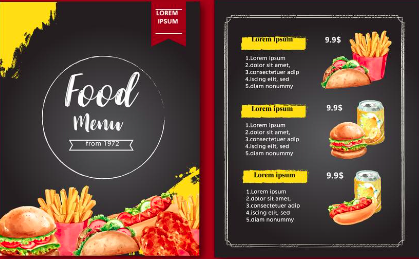 LOREM
IPSUM
Food
Menu
from 1972
Lorem Ipsum
9.9$
1.Lorem ipsum
2.dolor sit amet,
3.consectetuer adip
4.iscing elit, sed
5.diam nonummy
Lorem Ipsum
9.9$
1.Lorem ipsum
2.dolor sit amet,
3.consectetuer adip
4.iscing elit, sed
5.diam nonummy
Lorem Ipsum
9.9$
1.Lorem ipsum
2.dolor sit amet,
3.consectetuer adip
4.iscing elit, sed
5.diam nonummy